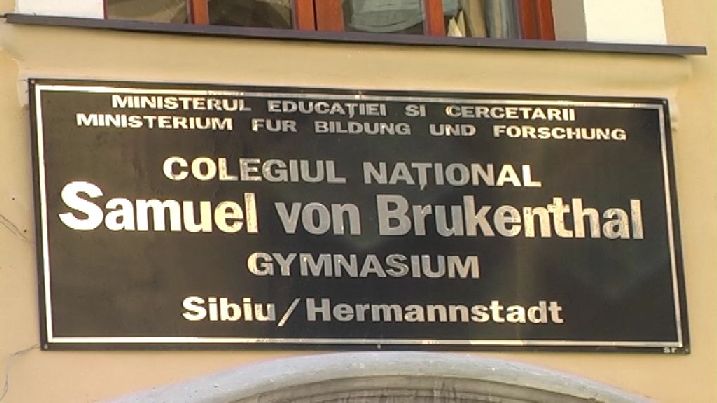 MINISTERUL EDUCAȚIEI SI CERCETARII
MINISTERIUM FUR BILDUNG UND FORSCHUNG
COLEGIUL NAȚIONAL
Samuel von Brukenthal
GYMNASIUM
Sibiu/Hermannstadt